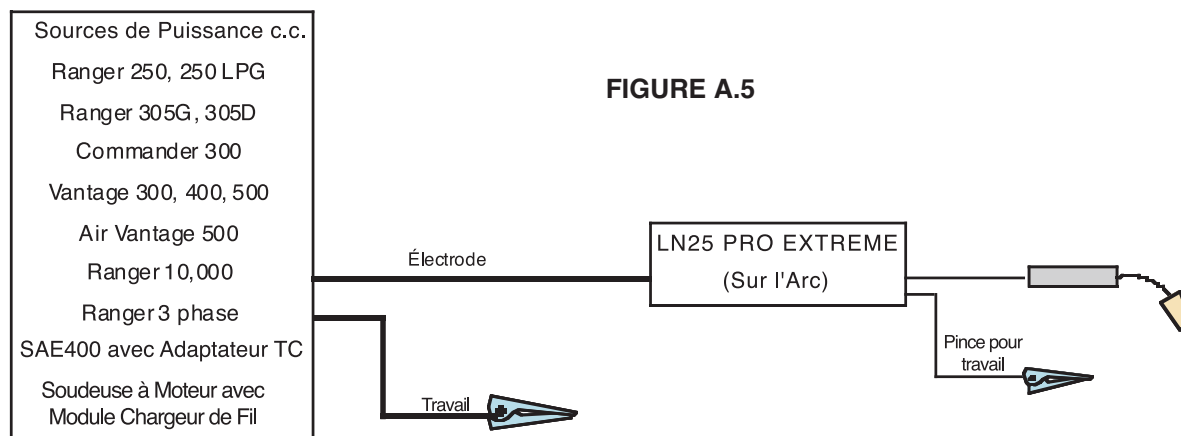 Sources de Puissance c.c.
Ranger 250, 250 LPG
Ranger 305G, 305D
Commander 300
Vantage 300, 400, 500
Air Vantage 500
Ranger 10,000
Ranger 3 phase
SAE400 avec Adaptateur TC
Soudeuse à Moteur avec
Module Chargeur de Fil
FIGURE A.5
Électrode
Travail
LN25 PRO EXTREME
(Sur l'Arc)
Pince pour
travail